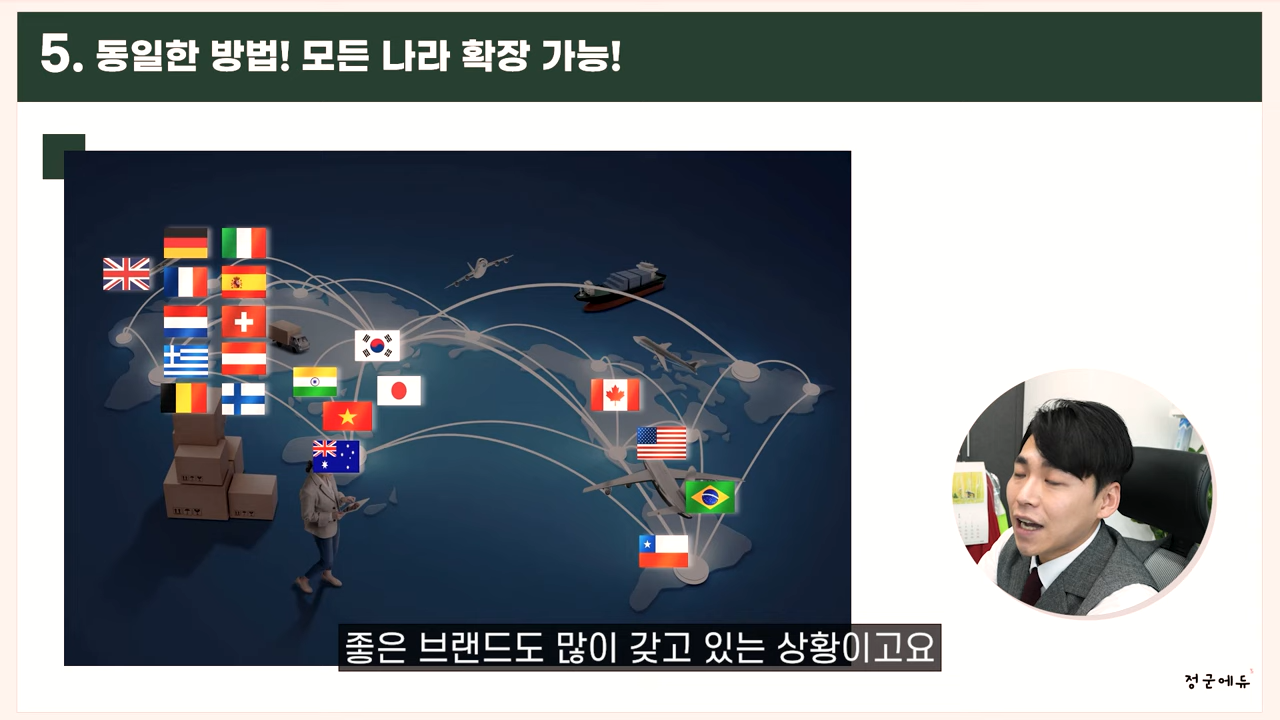 5. 동일한 방법! 모든 나라 확장 가능!
좋은 브랜드도 많이 갖고 있는 상황이고요
정군에듀